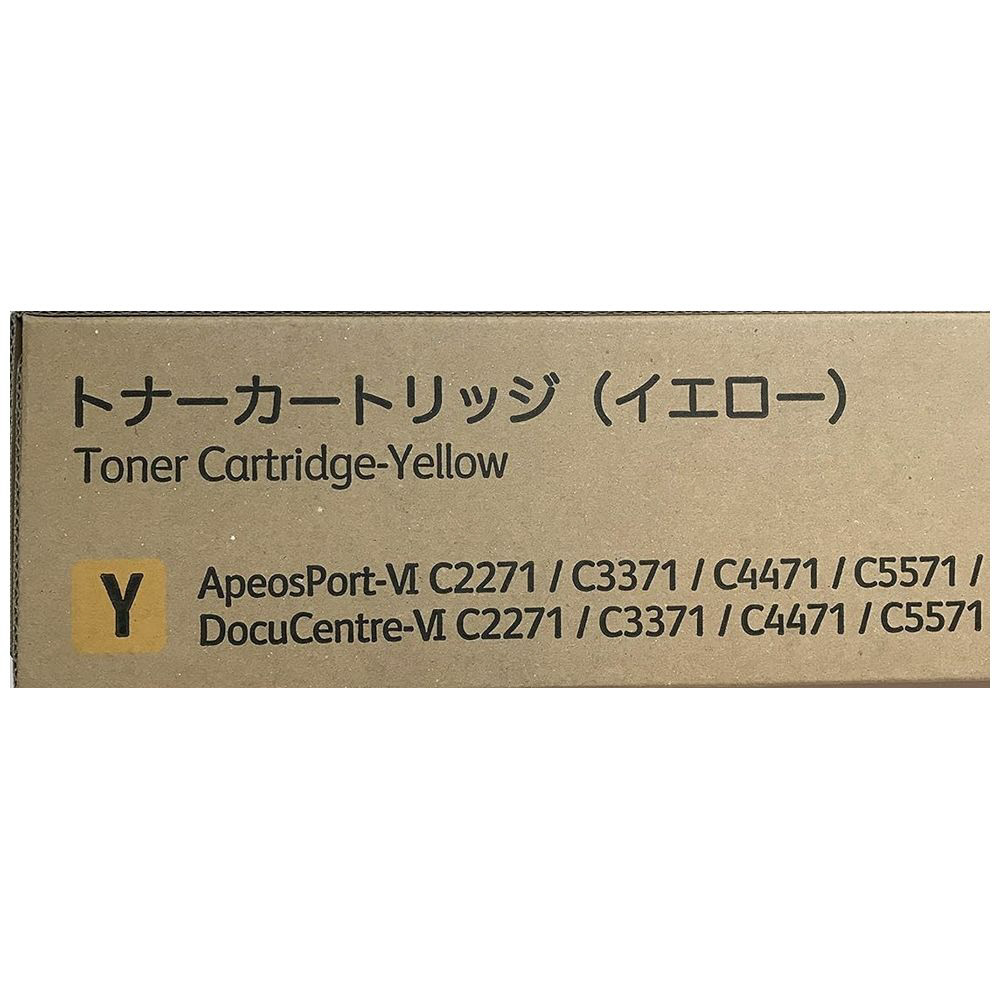 トナーカートリッジ（イエロー）
Toner Cartridge-Yellow
Y
ApeosPort-Ⅵ C2271 / C3371 / C4471 / C5571 /
DocuCentre-Ⅵ C2271 / C3371 / C4471 / C5571